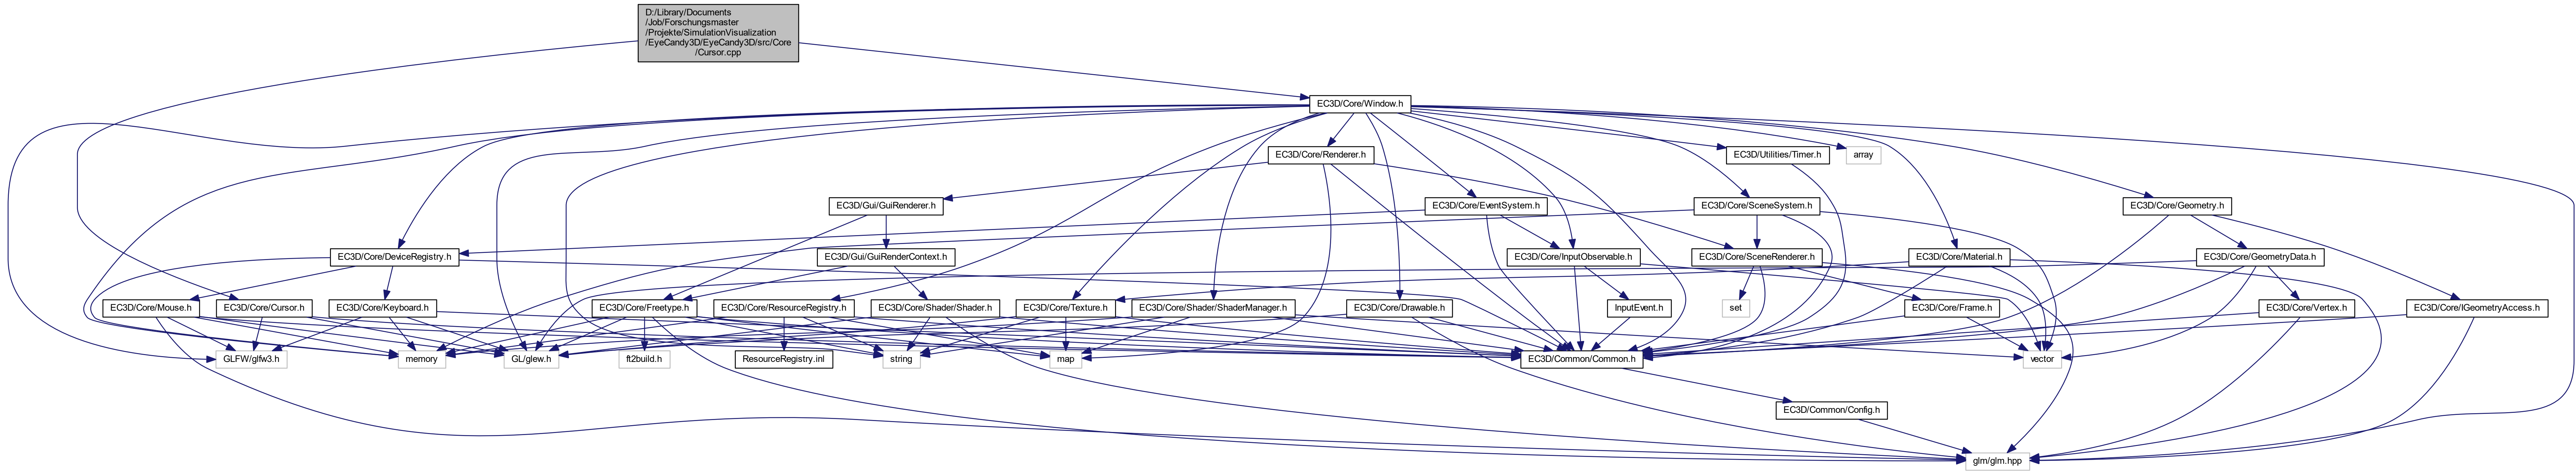 D:/Library/Documents
/Job/Forschungsmaster
/Projekte/SimulationVisualization
/EyeCandy3D/EyeCandy3D/src/Core
/Cursor.cpp
EC3D/Core/Window.h
EC3D/Core/Renderer.h
EC3D/Utilities/Timer.h
array
EC3D/Gui/GuiRenderer.h
EC3D/Core/EventSystem.h
EC3D/Core/SceneSystem.h
EC3D/Core/Geometry.h
EC3D/Core/DeviceRegistry.h
EC3D/Gui/GuiRenderContext.h
EC3D/Core/InputObservable.h
EC3D/Core/SceneRenderer.h
EC3D/Core/Material.h
EC3D/Core/GeometryData.h
EC3D/Core/Mouse.h
EC3D/Core/Cursor.h
EC3D/Core/Keyboard.h
EC3D/Core/Freetype.h
EC3D/Core/ResourceRegistry.h
EC3D/Core/Shader/Shader.h
EC3D/Core/Texture.h
EC3D/Core/Shader/ShaderManager.h
EC3D/Core/Drawable.h
InputEvent.h
set
EC3D/Core/Frame.h
EC3D/Core/Vertex.h
EC3D/Core/IGeometryAccess.h
GLFW/glfw3.h
memory
GL/glew.h
ft2build.h
ResourceRegistry.inl
string
map
EC3D/Common/Common.h
vector
EC3D/Common/Config.h
glm/glm.hpp